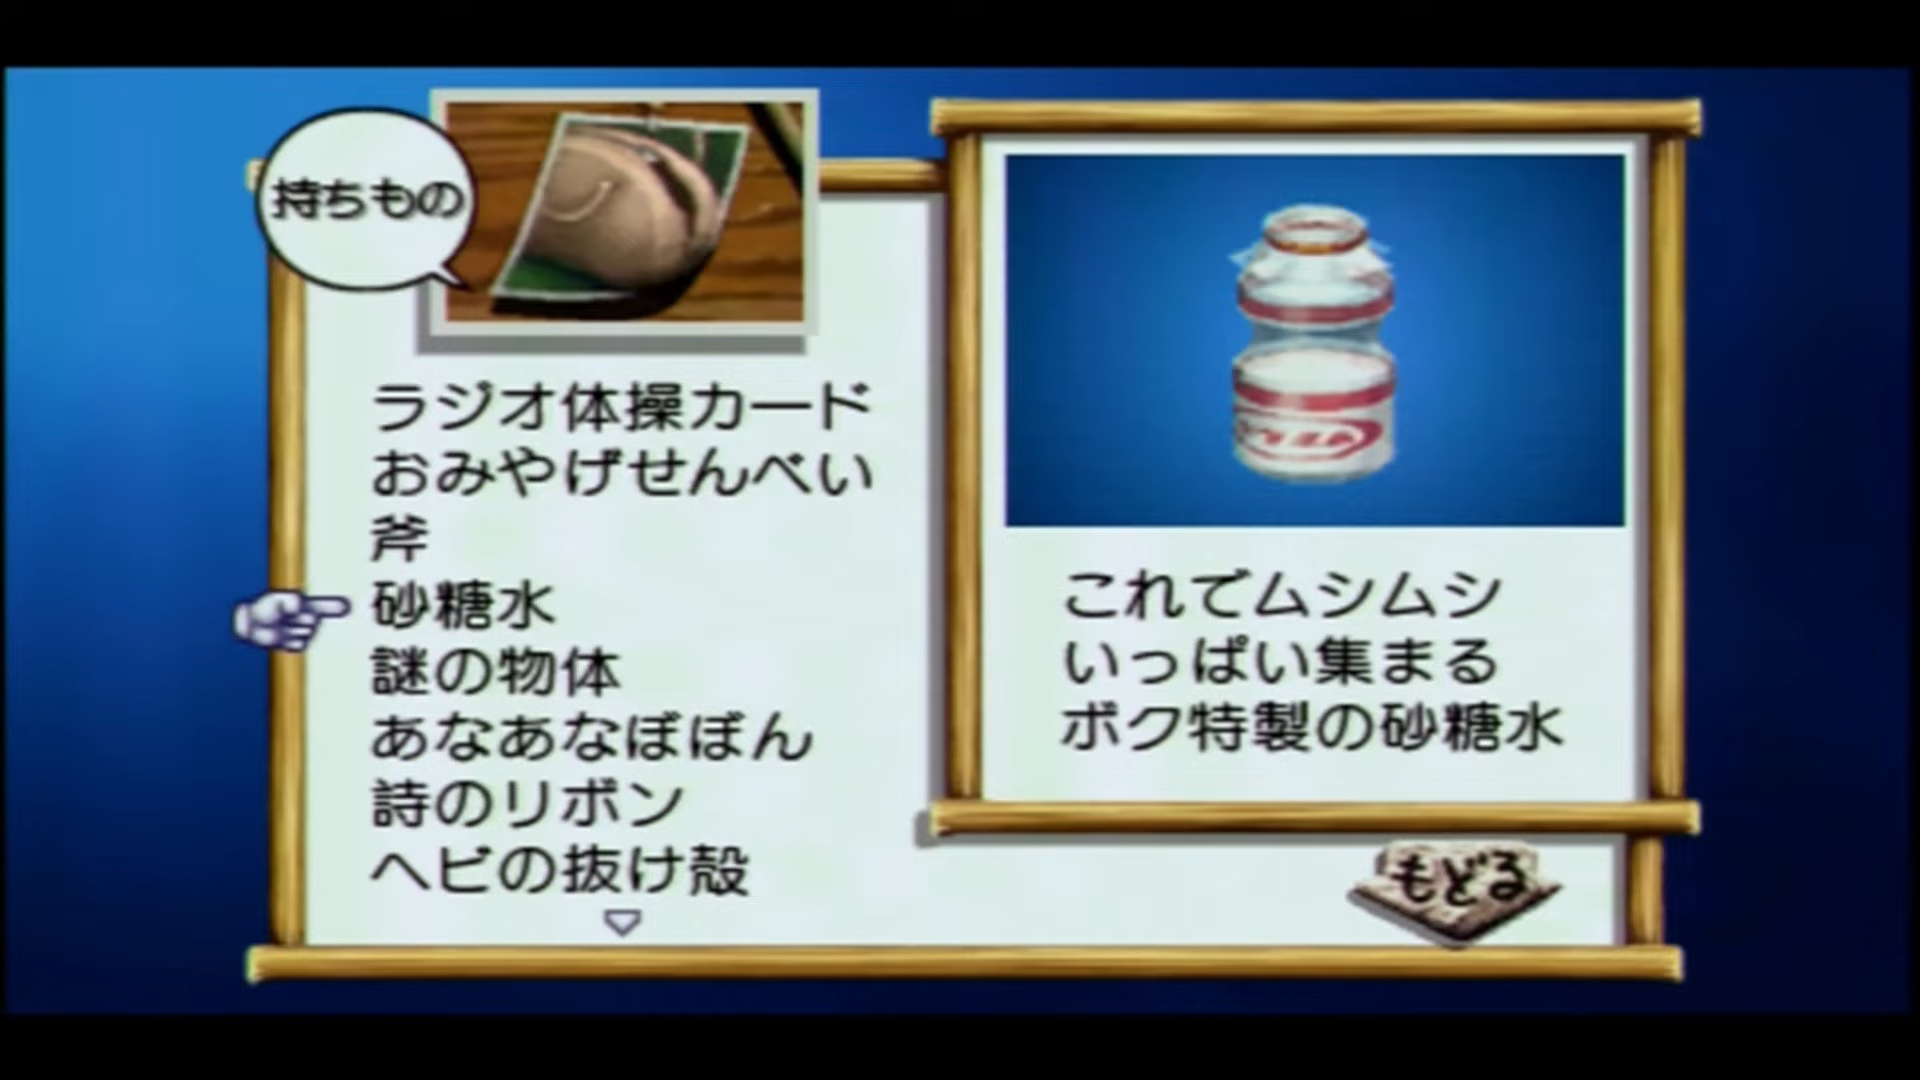 持ちもの
ラジオ体操カード
おみやげせんべい
斧
砂糖水
謎の物体
あなあなぼぼん
詩のリボン
ヘビの抜け殻
これでムシムシ
いっぱい集まる
ボク特製の砂糖水
もどる